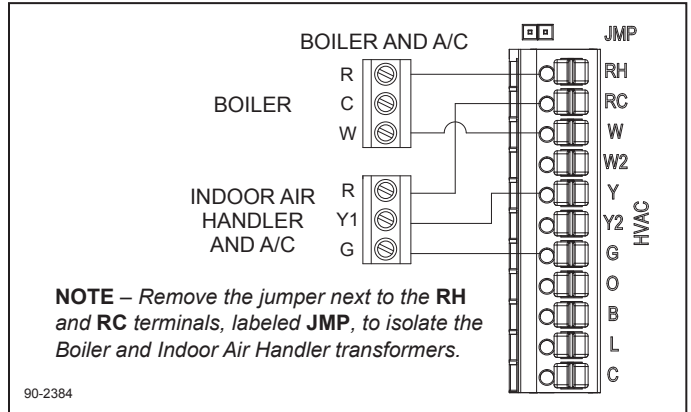 BOILER AND A/C
BOILER
R
C
W
INDOOR AIR
HANDLER
AND A/C
R
Y1
G
JMP
RH
RC
W
W2
Y
Y2
G
O
B
L
C
HVAC
NOTE – Remove the jumper next to the RH
and RC terminals, labeled JMP, to isolate the
Boiler and Indoor Air Handler transformers.
90-2384